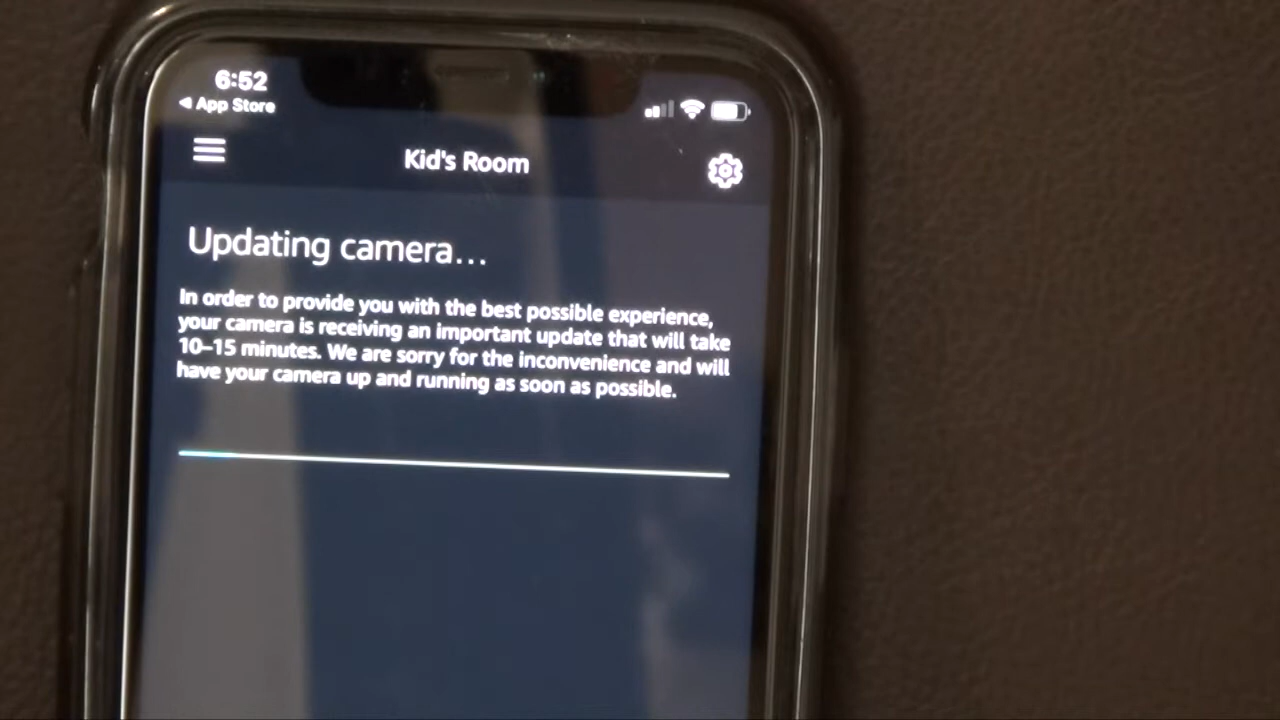 6:52
◀ App Store
Kid's Room
Updating camera...
In order to provide you with the best possible experience,
your camera is receiving an important update that will take
10–15 minutes. We are sorry for the inconvenience and will
have your camera up and running as soon as possible.